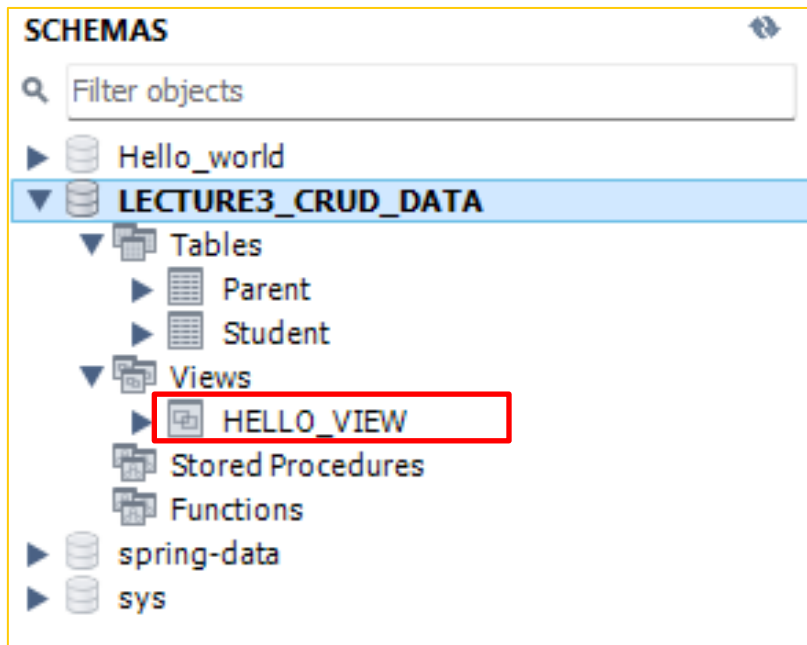 SCHEMAS
Filter objects
Hello_world
LECTURE3_CRUD_DATA
Tables
Parent
Student
Views
HELLO_VIEW
Stored Procedures
Functions
spring-data
sys